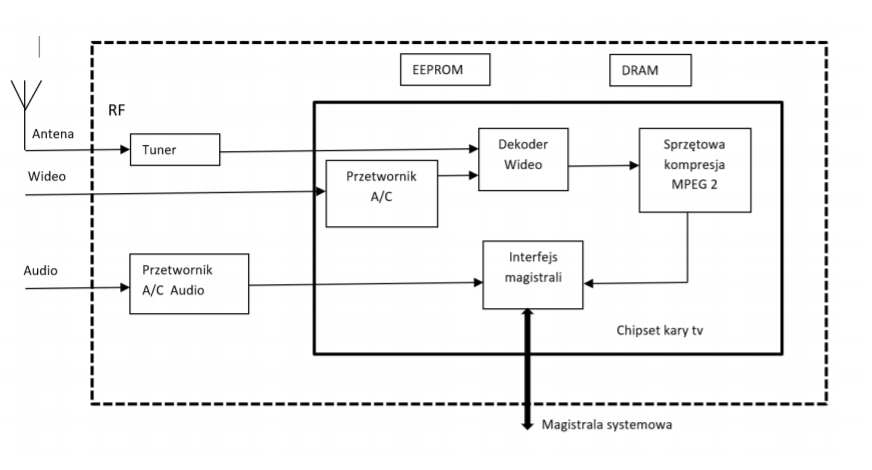 EEPROM
DRAM
RF
Antena
Tuner
Dekoder
Wideo
Sprzętowa
kompresja
MPEG 2
Wideo
Przetwornik
A/C
Audio
Przetwornik
A/C Audio
Interfejs
magistrali
Chipset kary tv
Magistrala systemowa